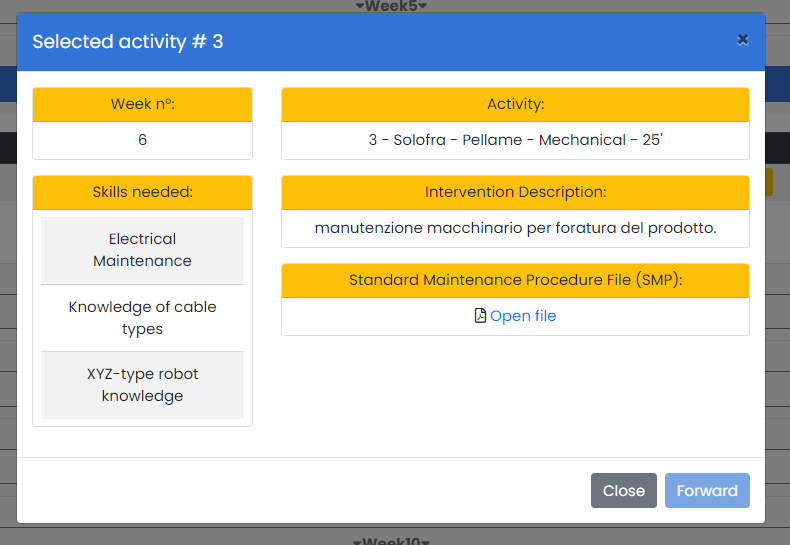 Week5
Selected activity # 3
×
Week n°:
6
Activity:
3 - Solofra - Pellame - Mechanical - 25'
Skills needed:
Electrical
Maintenance
Knowledge of cable
types
XYZ-type robot
knowledge
Intervention Description:
manutenzione macchinario per foratura del prodotto.
Standard Maintenance Procedure File (SMP):
Open file
Close
Forward
Week10